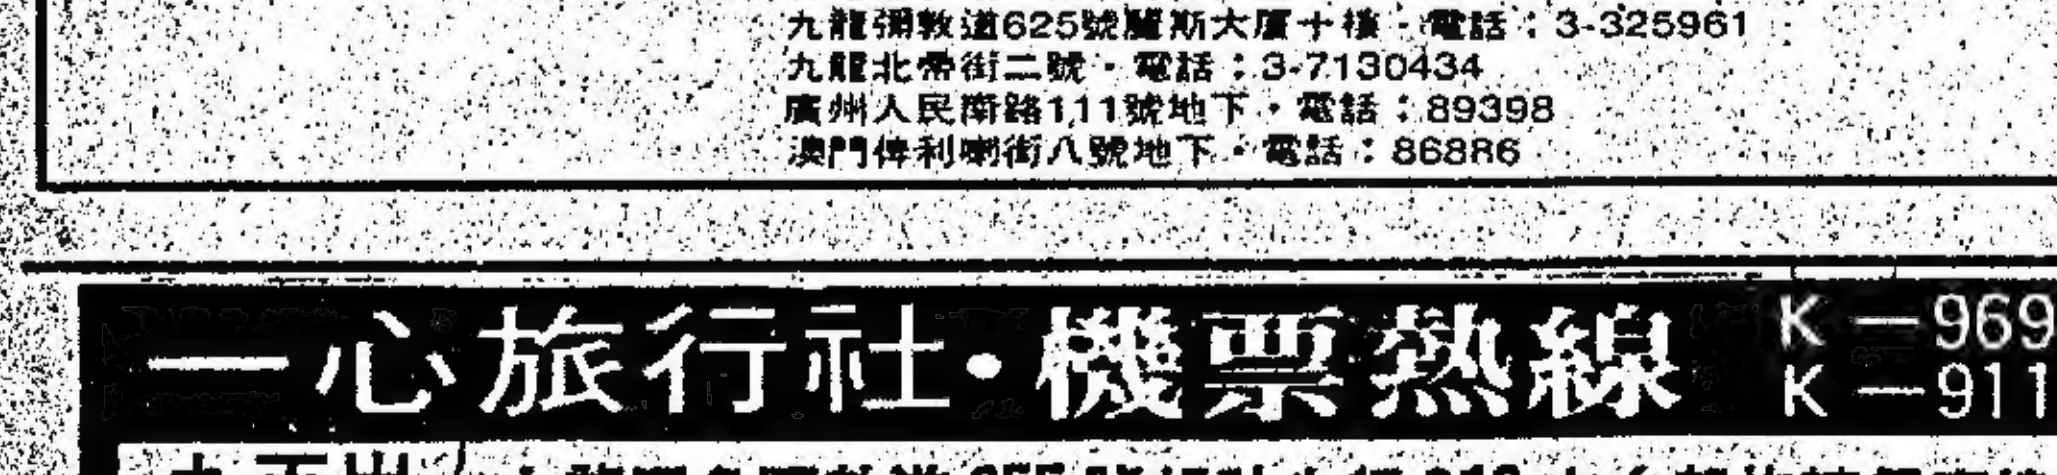 九龍彌敦道625號麗斯大廈十樓・電話：3-325961
九龍北帝街二號・電話：3-7130434
廣州人民南路111號地下・電話：89398
澳門俾利喇街八號地下・電話：86886
一心旅行社・機票熱線
K—969
K—911